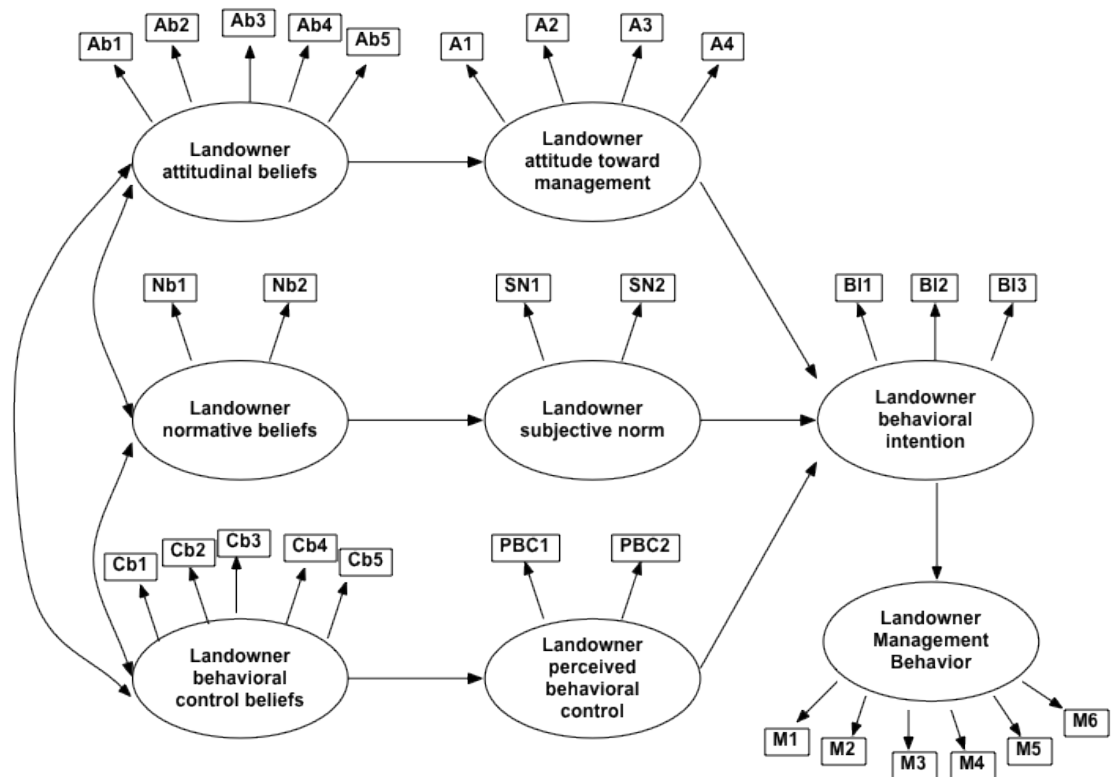 Ab1
Ab2
Ab3
Ab4
Ab5
A1
A2
A3
A4
Landowner
attitudinal beliefs
Landowner
attitude toward
management
Nb1
Nb2
SN1
SN2
BI1
BI2
BI3
Landowner
normative beliefs
Landowner
subjective norm
Landowner
behavioral
intention
Cb1
Cb2
Cb3
Cb4
Cb5
PBC1
PBC2
Landowner
behavioral
control beliefs
Landowner
perceived
behavioral
control
Landowner
Management
Behavior
M1
M2
M3
M4
M5
M6